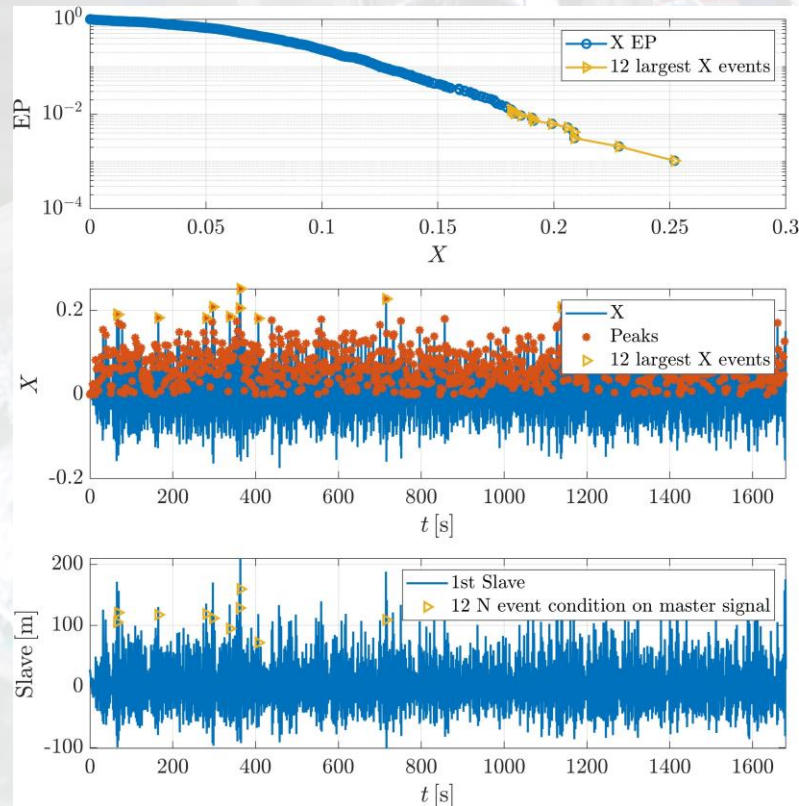 10^0
10^-2
10^-4
EP
X EP
12 largest X events
0 0.05 0.1 0.15 0.2 0.25 0.3
X
0.2
0
-0.2
X
X
Peaks
12 largest X events
0 200 400 600 800 1000 1200 1400 1600
t [s]
200
100
0
-100
Slave [m]
1st Slave
12 N event condition on master signal
0 200 400 600 800 1000 1200 1400 1600
t [s]